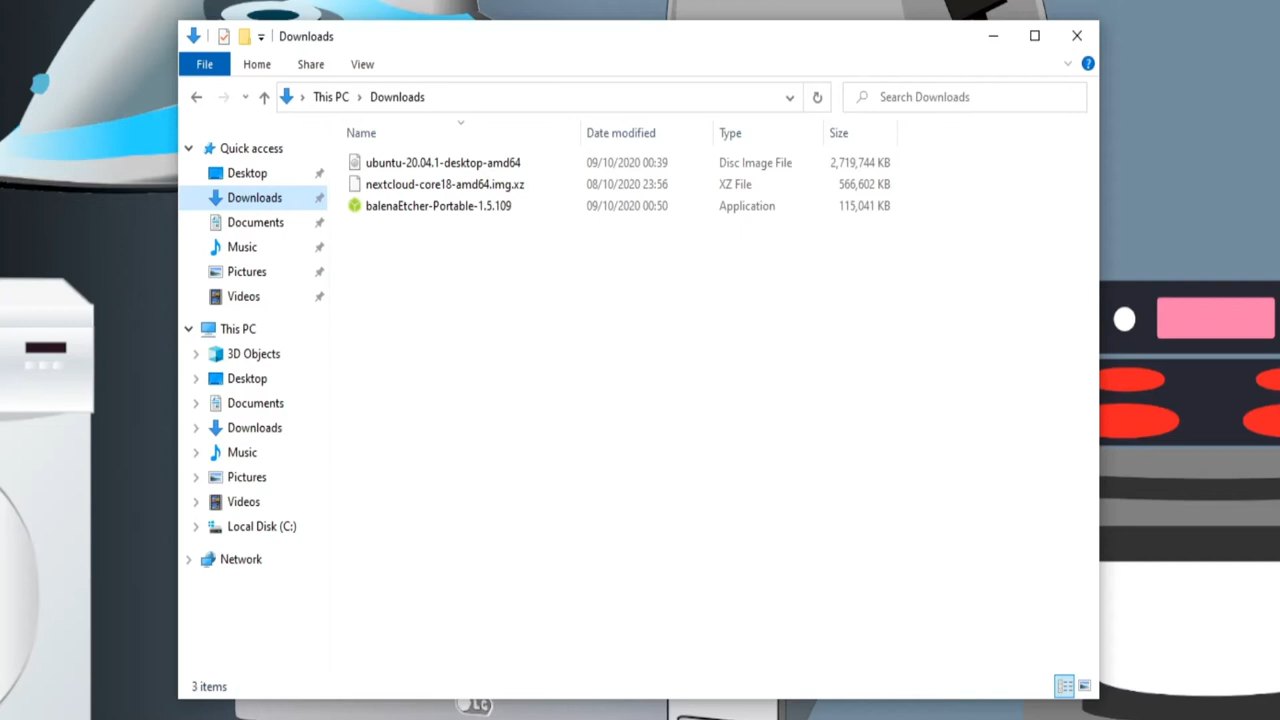 Downloads
File Home Share View
This PC Downloads Search Downloads
Name Date modified Type Size
Quick access
ubuntu-20.04.1-desktop-amd64 09/10/2020 00:39 Disc Image File 2,719,744 KB
Desktop
nextcloud-core18-amd64.img.xz 08/10/2020 23:56 XZ File 566,602 KB
Downloads
balenaEtcher-Portable-1.5.109 09/10/2020 00:50 Application 115,041 KB
Documents
Music
Pictures
Videos
This PC
3D Objects
Desktop
Documents
Downloads
Music
Pictures
Videos
Local Disk (C:)
Network
3 items
LG